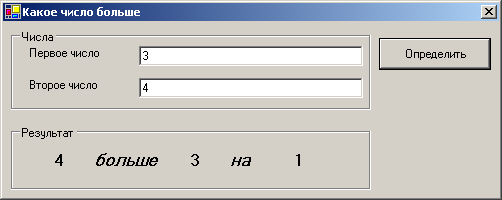 Какое число больше
Числа
Первое число 3
Определить
Второе число 4
Результат
4 больше 3 на 1